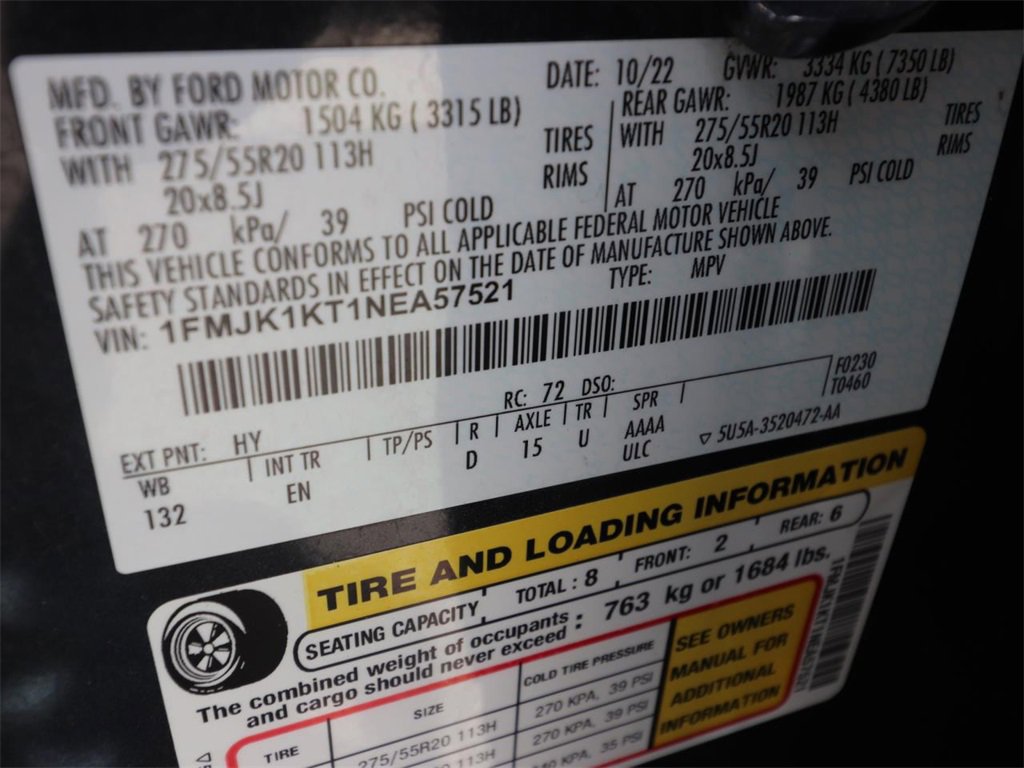 MFD. BY FORD MOTOR CO.
DATE: 10/22 GVWR: 3334 KG ( 7350 LB)
FRONT GAWR: 1504 KG ( 3315 LB)
REAR GAWR: 1987 KG ( 4380 LB)
WITH 275/55R20 113H TIRES
WITH 275/55R20 113H TIRES
20x8.5J RIMS
20x8.5J RIMS
AT 270 kPa/ 39 PSI COLD
AT 270 kPa/ 39 PSI COLD
THIS VEHICLE CONFORMS TO ALL APPLICABLE FEDERAL MOTOR VEHICLE
SAFETY STANDARDS IN EFFECT ON THE DATE OF MANUFACTURE SHOWN ABOVE.
VIN: 1FMJK1KT1NEA57521 TYPE: MPV
EXT PNT: HY RC: 72 DSO: F0230
WB INT TR TP/PS R AXLE TR SPR T0460
132 EN D 15 U AAAA
ULC 5U5A-3520472-AA
TIRE AND LOADING INFORMATION
SEATING CAPACITY TOTAL : 8 FRONT: 2 REAR: 6
The combined weight of occupants
and cargo should never exceed : 763 kg or 1684 lbs.
TIRE SIZE COLD TIRE PRESSURE
275/55R20 113H 270 KPA, 39 PSI
270 KPA, 39 PSI
35 PSI
SEE OWNERS
MANUAL FOR
ADDITIONAL
INFORMATION
1FMJK1KT1NEA57521